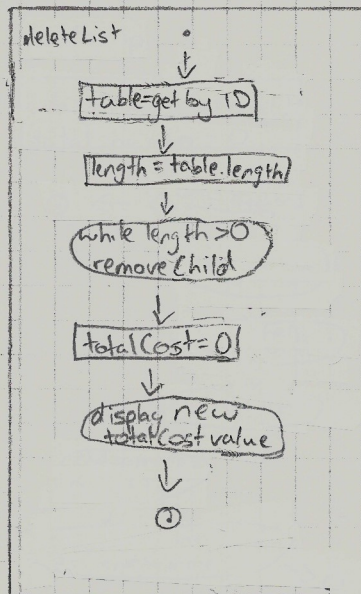 deleteList
table=get by ID
length = table.length
while length >0
removeChild
totalCost = 0
display new
totalCost value